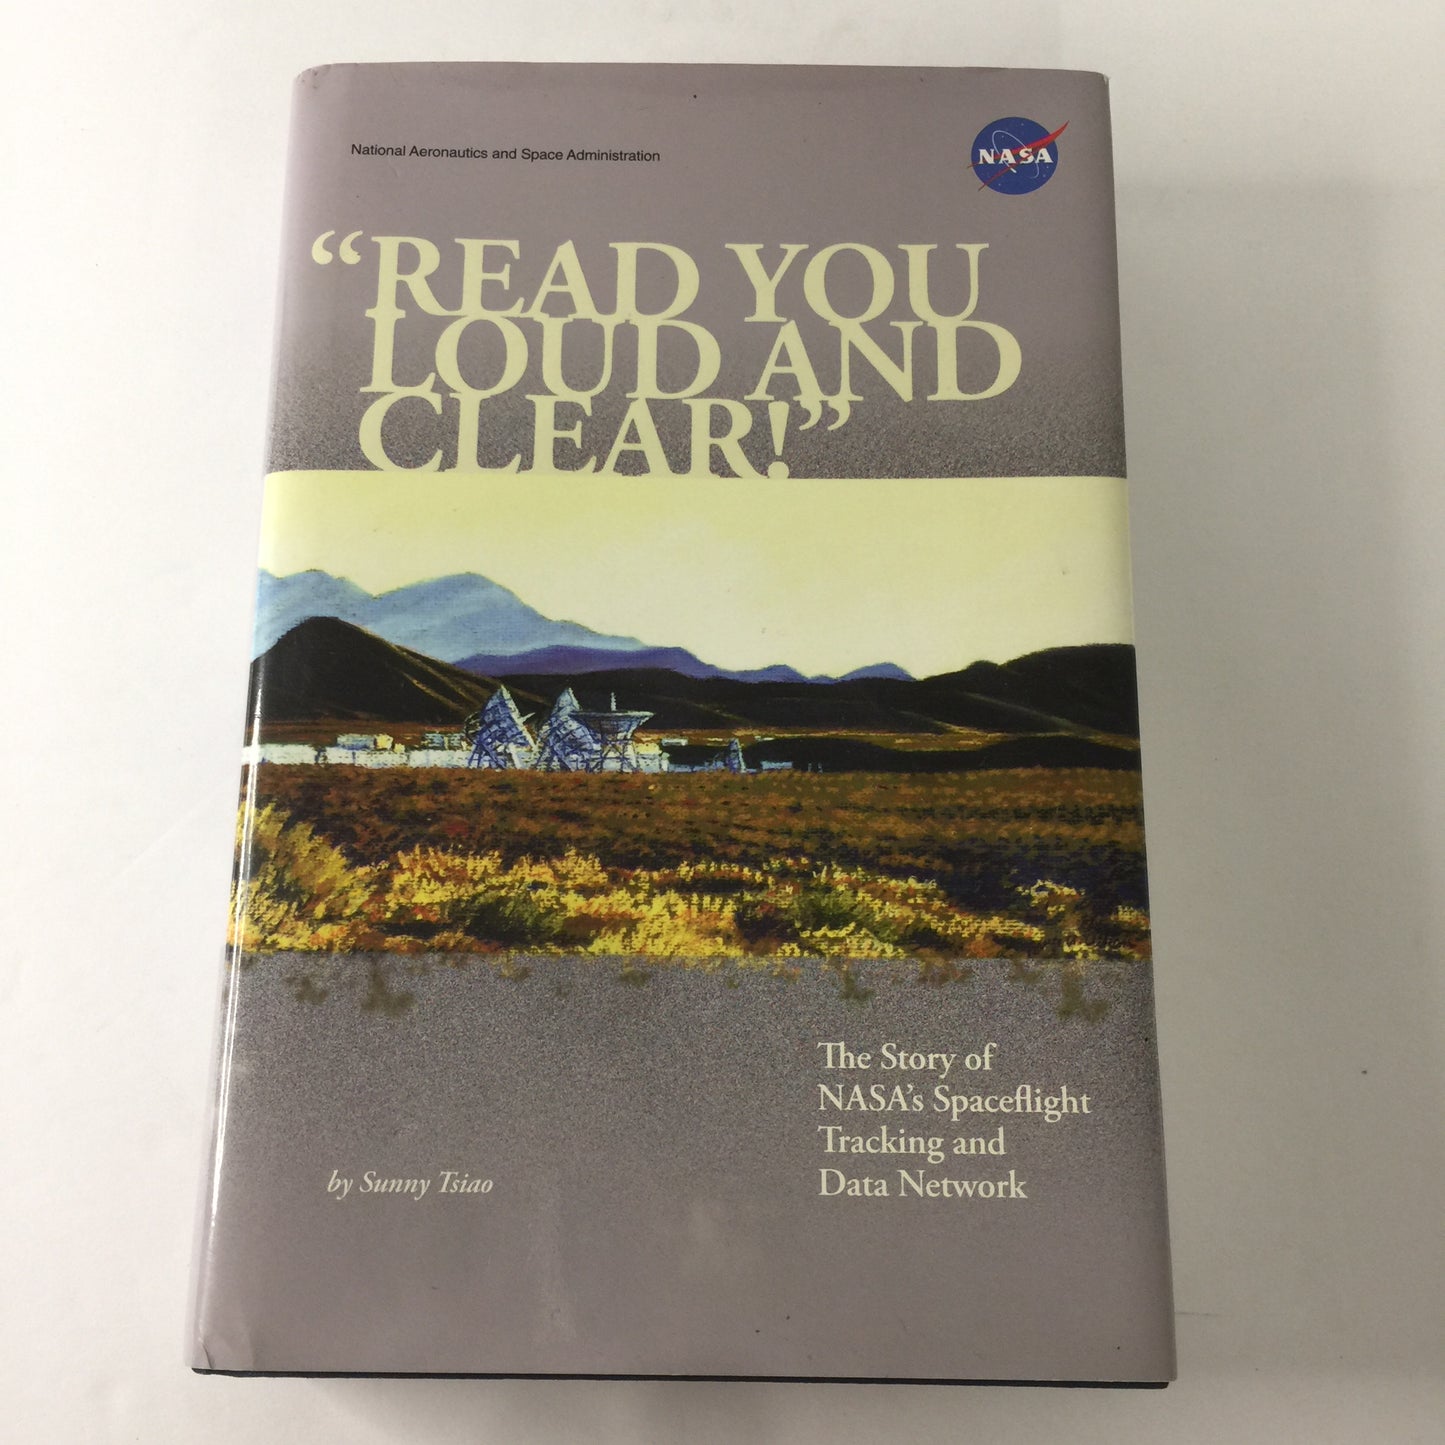 National Aeronautics and Space Administration
NASA
“READ YOU
LOUD AND
CLEAR!”
The Story of
NASA’s Spaceflight
Tracking and
Data Network
by Sunny Tsiao